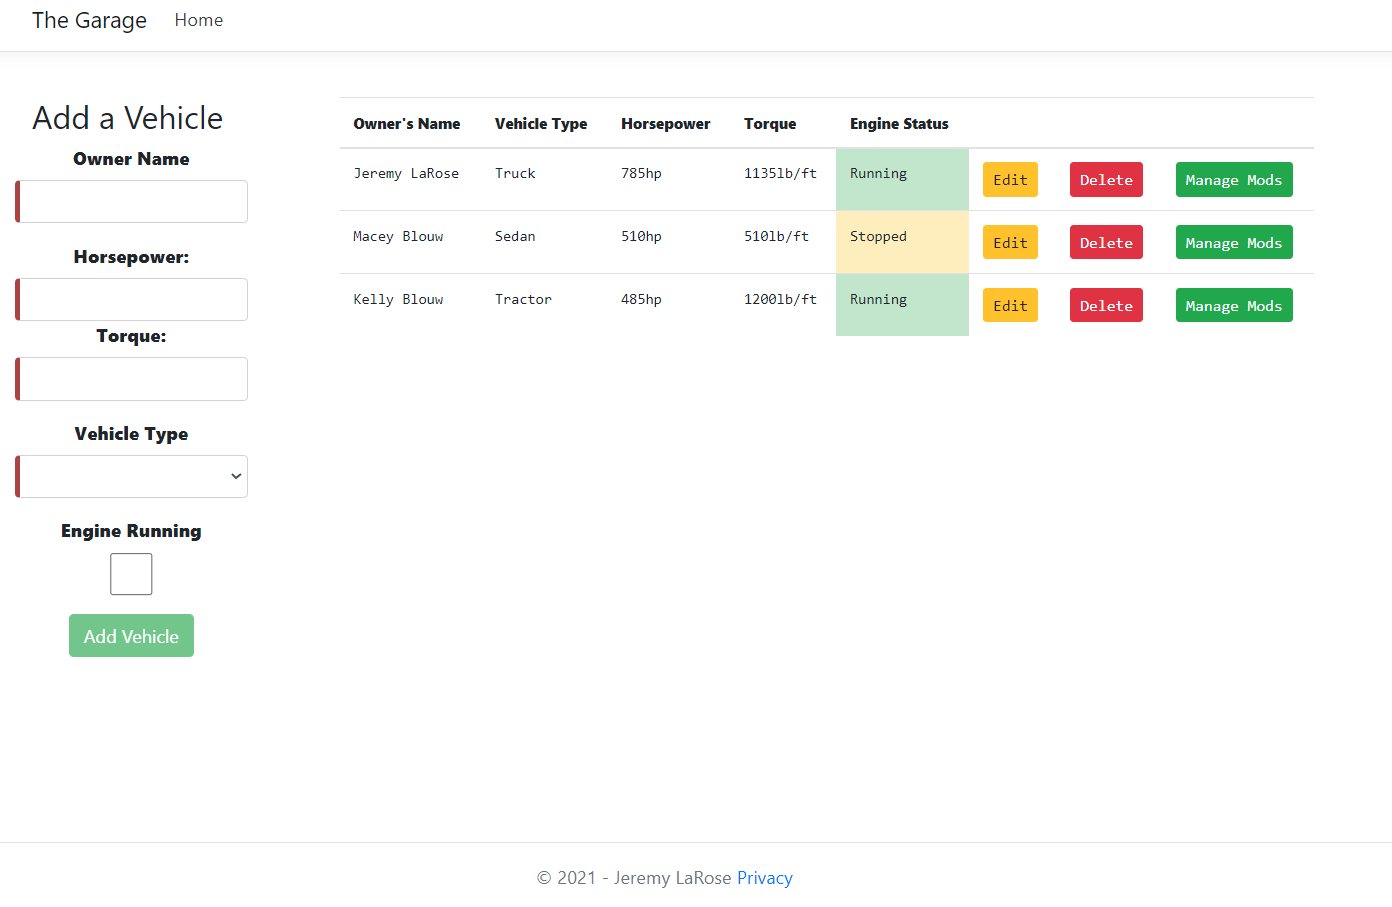 The Garage Home
Add a Vehicle
Owner Name
Horsepower:
Torque:
Vehicle Type
Engine Running
Add Vehicle
Owner's Name Vehicle Type Horsepower Torque Engine Status
Jeremy LaRose Truck 785hp 1135lb/ft Running Edit Delete Manage Mods
Macey Blouw Sedan 510hp 510lb/ft Stopped Edit Delete Manage Mods
Kelly Blouw Tractor 485hp 1200lb/ft Running Edit Delete Manage Mods
© 2021 - Jeremy LaRose Privacy